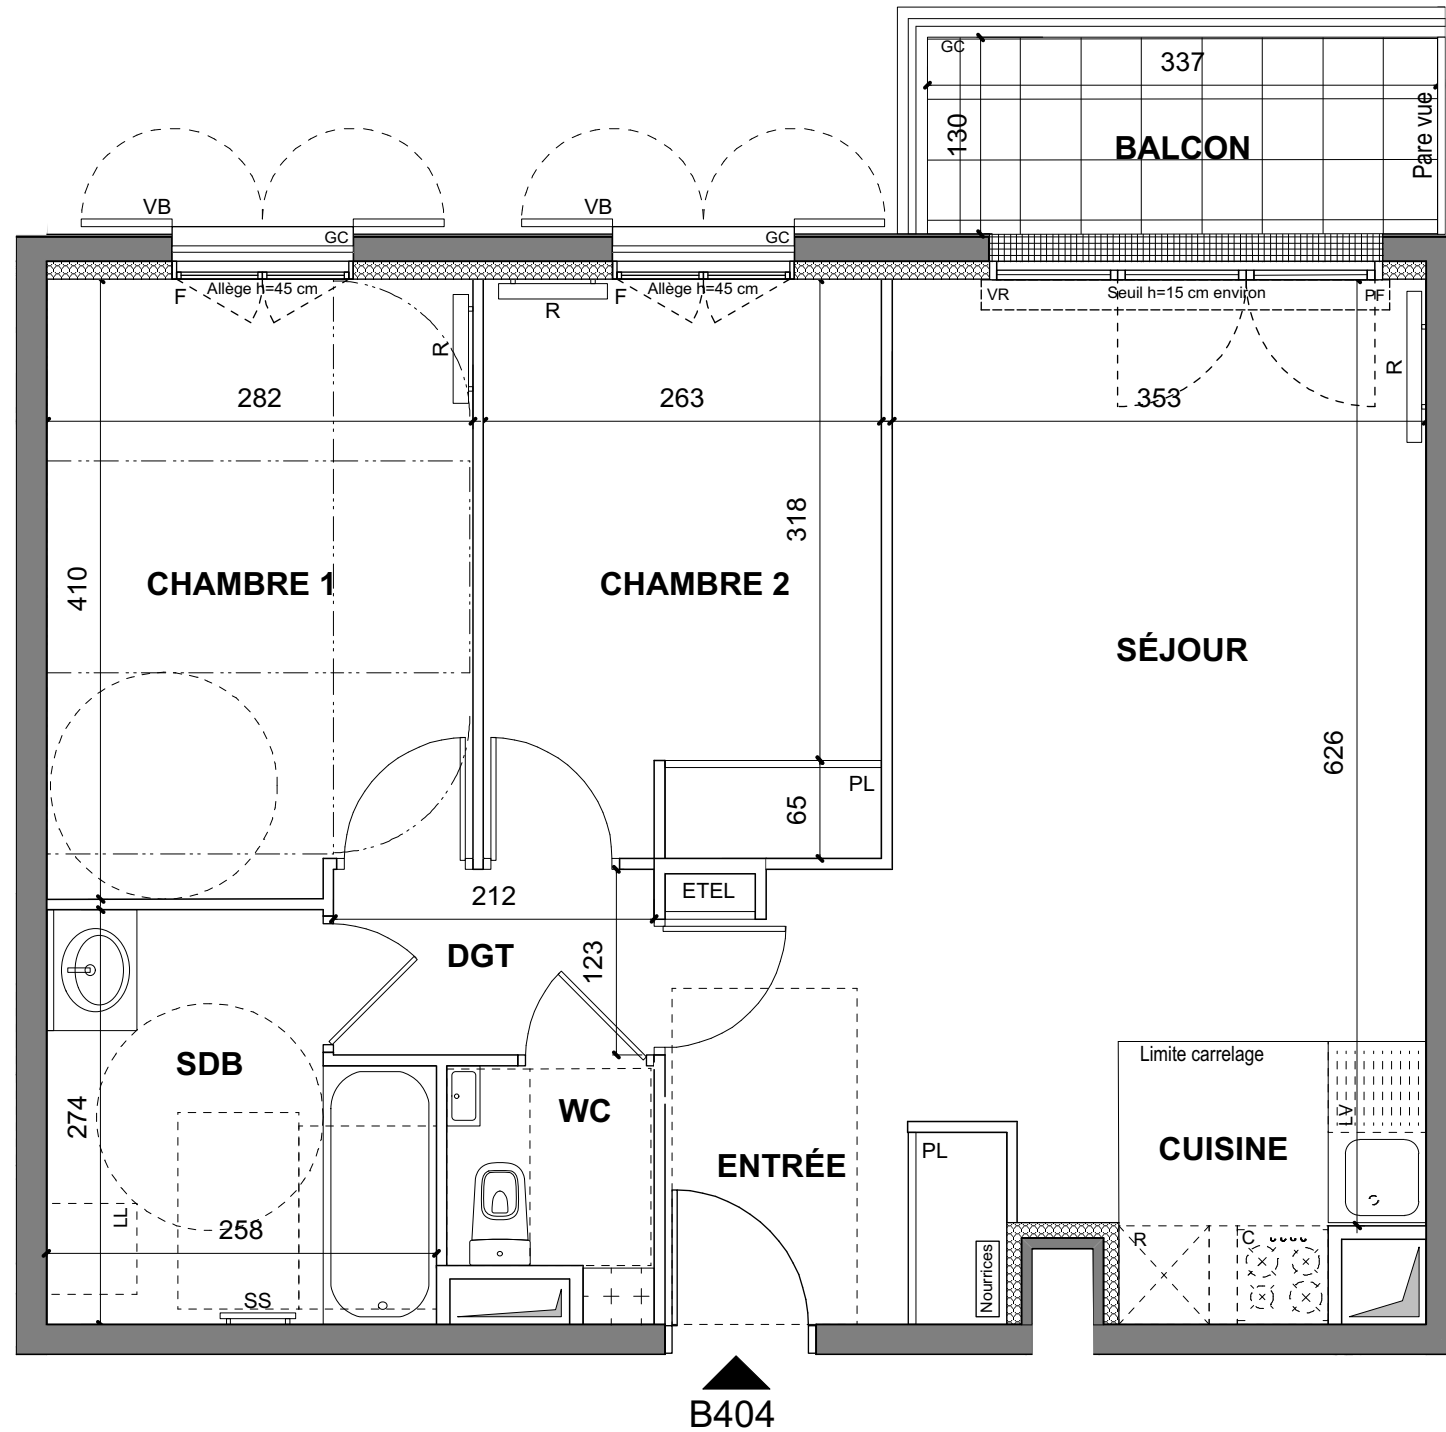 GC
337
130
BALCON
Pare vue
VB
VB
GC
GC
F
Allège h=45 cm
R
F
Allège h=45 cm
VR
Seuil h=15 cm environ
PF
R
R
282
263
353
318
410
CHAMBRE 1
CHAMBRE 2
SÉJOUR
626
PL
65
ETEL
212
DGT
123
SDB
Limite carrelage
WC
LV
274
CUISINE
ENTRÉE
PL
LL
258
R
C
Nourrices
SS
B404